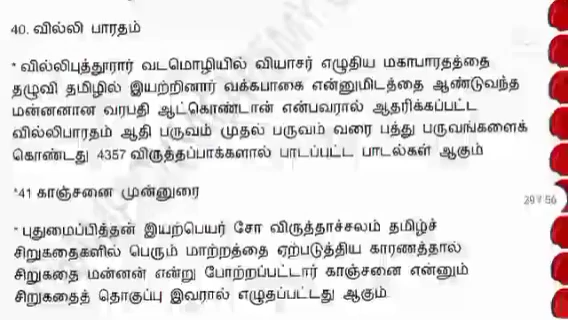 40. வில்லி பாரதம்
* வில்லிபுத்தூரார் வடமொழியில் வியாசர் எழுதிய மகாபாரதத்தை
தழுவி தமிழில் இயற்றினார் வக்கபாகை என்னுமிடத்தை ஆண்டுவந்த
மன்னனான வரபதி ஆட்கொண்டான் என்பவரால் ஆதரிக்கப்பட்ட
வில்லிபாரதம் ஆதி பருவம் முதல் பருவம் வரை பத்து பருவங்களைக்
கொண்டது 4357 விருத்தப்பாக்களால் பாடப்பட்ட பாடல்கள் ஆகும்
*41 காஞ்சனை முன்னுரை
29 56
* புதுமைப்பித்தன் இயற்பெயர் சோ விருத்தாச்சலம் தமிழ்ச்
சிறுகதைகளில் பெரும் மாற்றத்தை ஏற்படுத்திய காரணத்தால்
சிறுகதை மன்னன் என்று போற்றப்பட்டார் காஞ்சனை என்னும்
சிறுகதைத் தொகுப்பு இவரால் எழுதப்பட்டது ஆகும்